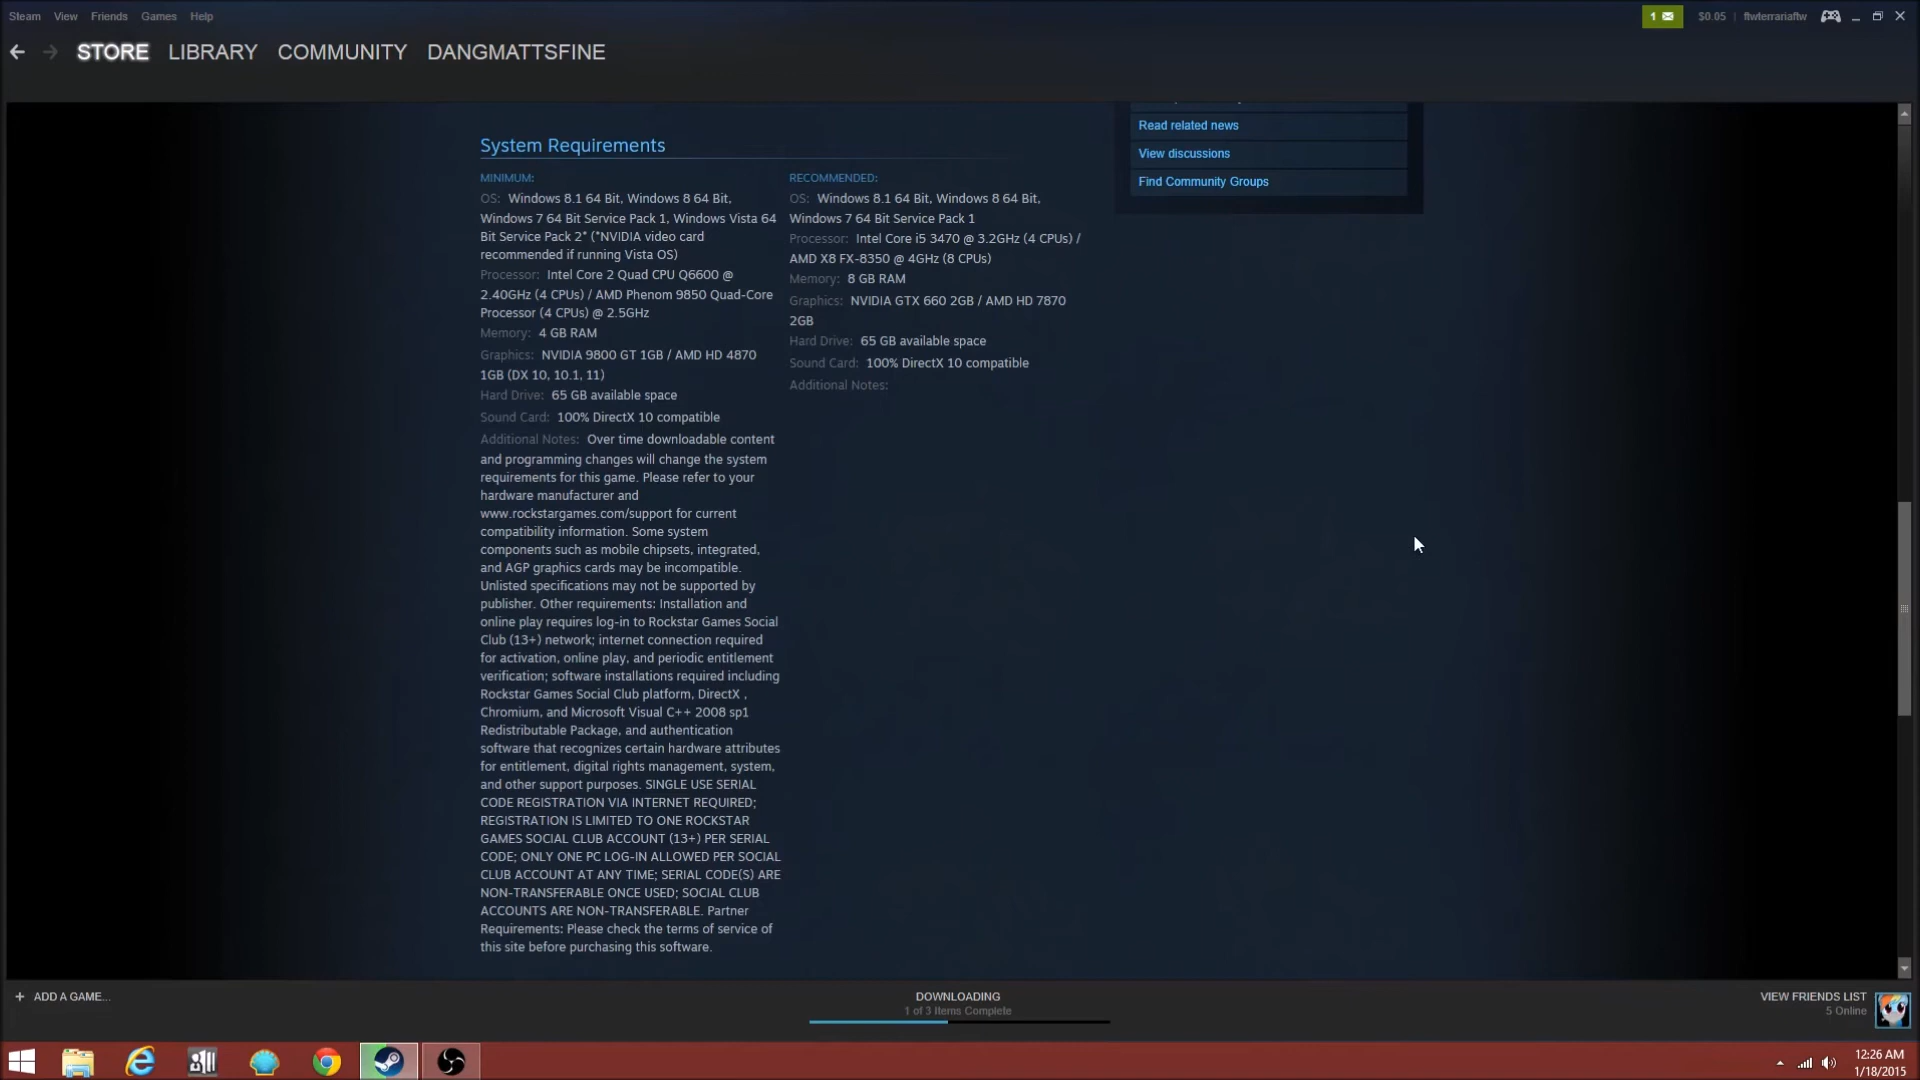 Steam View Friends Games Help
1 $0.05 ftwterrariaftw
STORE LIBRARY COMMUNITY DANGMATTSFINE
Read related news
View discussions
Find Community Groups
System Requirements
MINIMUM:
OS: Windows 8.1 64 Bit, Windows 8 64 Bit,
Windows 7 64 Bit Service Pack 1, Windows Vista 64
Bit Service Pack 2* (*NVIDIA video card
recommended if running Vista OS)
Processor: Intel Core 2 Quad CPU Q6600 @
2.40GHz (4 CPUs) / AMD Phenom 9850 Quad-Core
Processor (4 CPUs) @ 2.5GHz
Memory: 4 GB RAM
Graphics: NVIDIA 9800 GT 1GB / AMD HD 4870
1GB (DX 10, 10.1, 11)
Hard Drive: 65 GB available space
Sound Card: 100% DirectX 10 compatible
Additional Notes: Over time downloadable content
and programming changes will change the system
requirements for this game. Please refer to your
hardware manufacturer and
www.rockstargames.com/support for current
compatibility information. Some system
components such as mobile chipsets, integrated,
and AGP graphics cards may be incompatible.
Unlisted specifications may not be supported by
publisher. Other requirements: Installation and
online play requires log-in to Rockstar Games Social
Club (13+) network; internet connection required
for activation, online play, and periodic entitlement
verification; software installations required including
Rockstar Games Social Club platform, DirectX ,
Chromium, and Microsoft Visual C++ 2008 sp1
Redistributable Package, and authentication
software that recognizes certain hardware attributes
for entitlement, digital rights management, system,
and other support purposes. SINGLE USE SERIAL
CODE REGISTRATION VIA INTERNET REQUIRED;
REGISTRATION IS LIMITED TO ONE ROCKSTAR
GAMES SOCIAL CLUB ACCOUNT (13+) PER SERIAL
CODE; ONLY ONE PC LOG-IN ALLOWED PER SOCIAL
CLUB ACCOUNT AT ANY TIME; SERIAL CODE(S) ARE
NON-TRANSFERABLE ONCE USED; SOCIAL CLUB
ACCOUNTS ARE NON-TRANSFERABLE. Partner
Requirements: Please check the terms of service of
this site before purchasing this software.
RECOMMENDED:
OS: Windows 8.1 64 Bit, Windows 8 64 Bit,
Windows 7 64 Bit Service Pack 1
Processor: Intel Core i5 3470 @ 3.2GHz (4 CPUs) /
AMD X8 FX-8350 @ 4GHz (8 CPUs)
Memory: 8 GB RAM
Graphics: NVIDIA GTX 660 2GB / AMD HD 7870
2GB
Hard Drive: 65 GB available space
Sound Card: 100% DirectX 10 compatible
Additional Notes:
+ ADD A GAME...
DOWNLOADING
1 of 3 Items Complete
VIEW FRIENDS LIST
5 Online
12:26 AM
1/18/2015